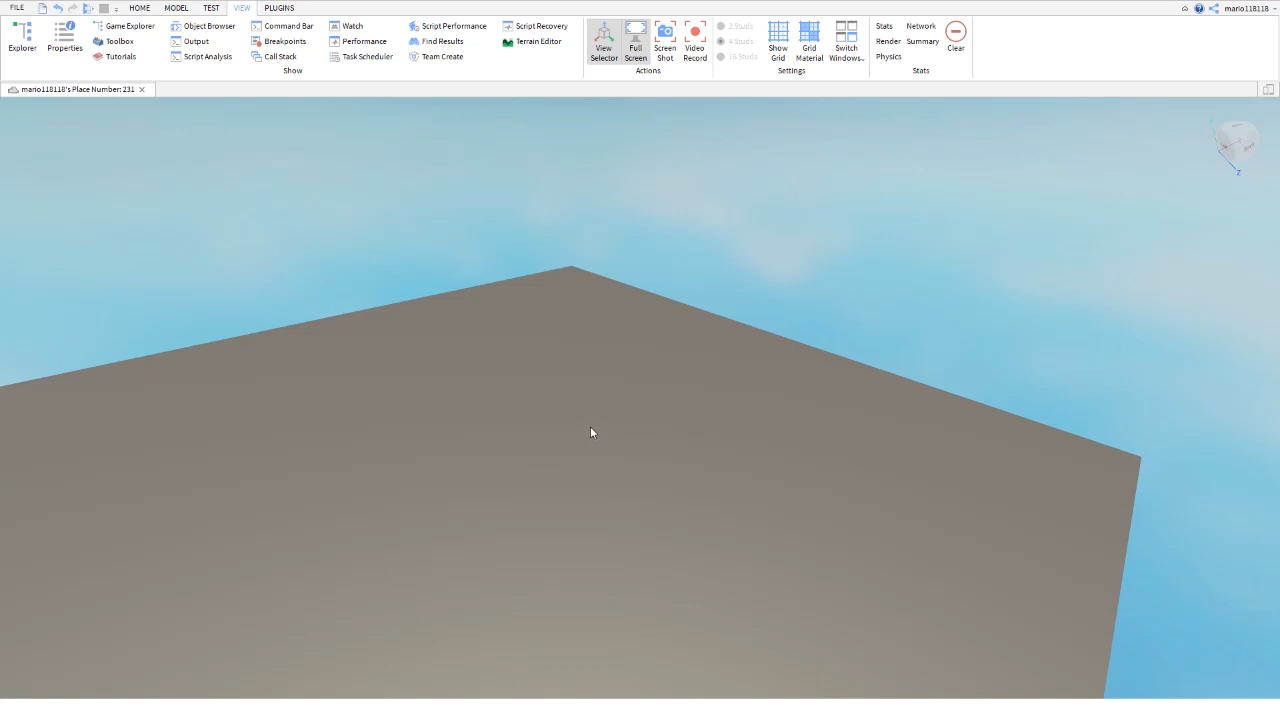 FILE HOME MODEL TEST VIEW PLUGINS mario118118
Explorer
Properties
Game Explorer
Toolbox
Tutorials
Object Browser
Output
Script Analysis
Command Bar
Breakpoints
Call Stack
Watch
Performance
Task Scheduler
Script Performance
Find Results
Team Create
Script Recovery
Terrain Editor
Show
View
Selector
Full
Screen
Screen
Shot
Video
Record
Actions
2 Studs
4 Studs
16 Studs
Show
Grid
Grid
Material
Switch
Windows
Settings
Stats
Render
Physics
Network
Summary
Clear
Stats
mario118118's Place Number: 231
Z